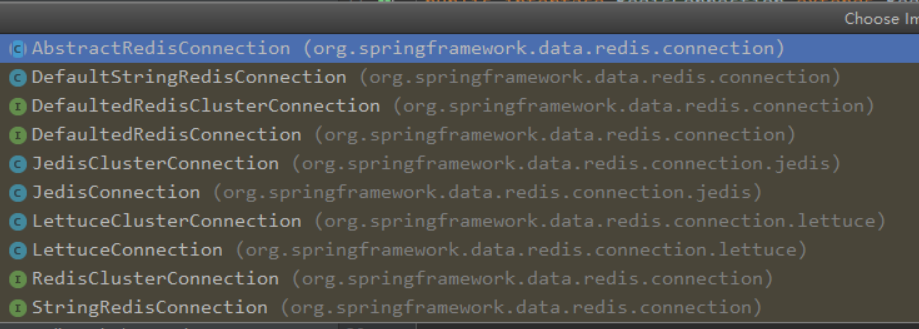 Choose Im
AbstractRedisConnection (org.springframework.data.redis.connection)
DefaultStringRedisConnection (org.springframework.data.redis.connection)
DefaultedRedisClusterConnection (org.springframework.data.redis.connection)
DefaultedRedisConnection (org.springframework.data.redis.connection)
JedisClusterConnection (org.springframework.data.redis.connection.jedis)
JedisConnection (org.springframework.data.redis.connection.jedis)
LettuceClusterConnection (org.springframework.data.redis.connection.lettuce)
LettuceConnection (org.springframework.data.redis.connection.lettuce)
RedisClusterConnection (org.springframework.data.redis.connection)
StringRedisConnection (org.springframework.data.redis.connection)